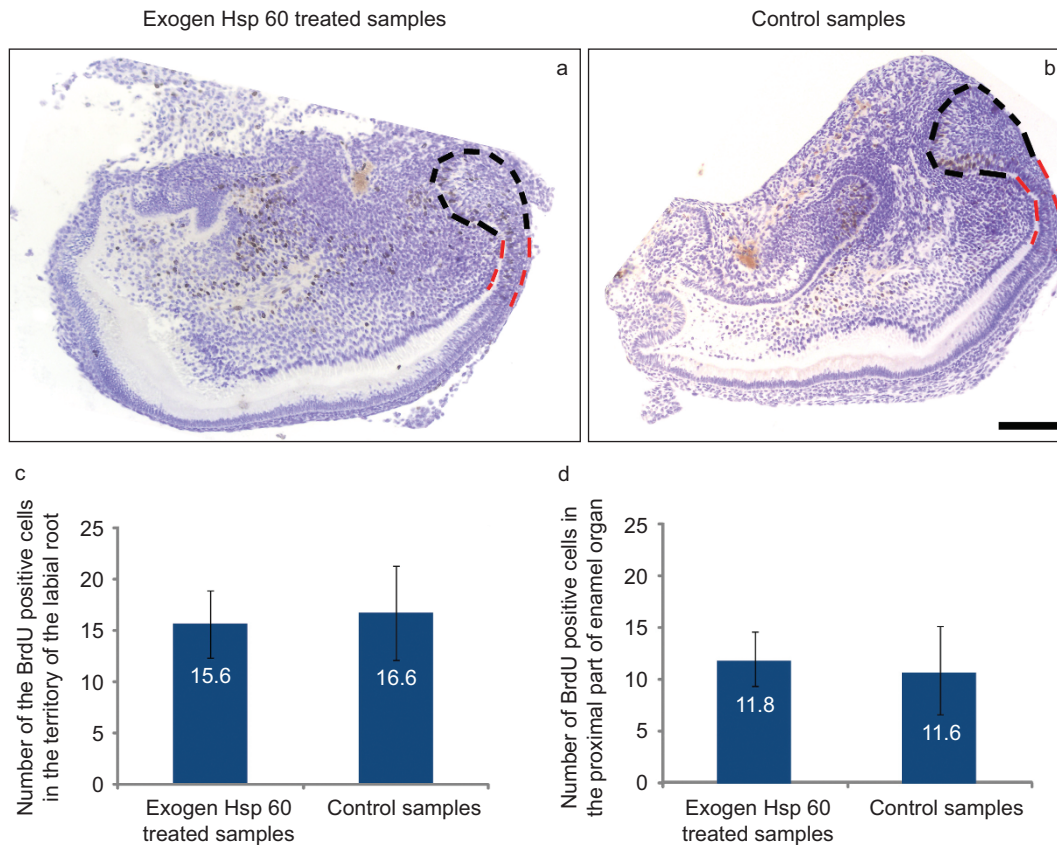 Exogen Hsp 60 treated samples
Control samples
a
b
c
Number of the BrdU positive cells
in the territory of the labial root
25
20
15
10
5
0
15.6
16.6
Exogen Hsp 60
treated samples
Control samples
d
Number of BrdU positive cells in
the proximal part of enamel organ
25
20
15
10
5
0
11.8
11.6
Exogen Hsp 60
treated samples
Control samples